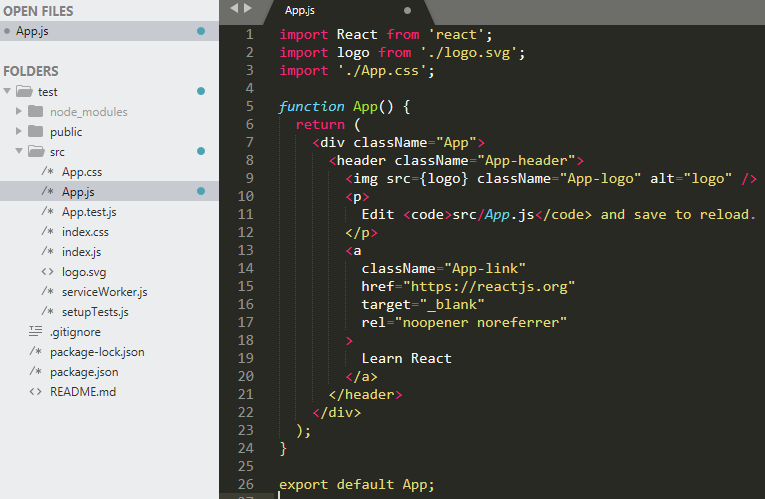 OPEN FILES
App.js
FOLDERS
test
node_modules
public
src
App.css
App.js
App.test.js
index.css
index.js
logo.svg
serviceWorker.js
setupTests.js
.gitignore
package-lock.json
package.json
README.md
App.js
1 import React from 'react';
2 import logo from './logo.svg';
3 import './App.css';
4
5 function App() {
6   return (
7     <div className="App">
8       <header className="App-header">
9         <img src={logo} className="App-logo" alt="logo" />
10         <p>
11           Edit <code>src/App.js</code> and save to reload.
12         </p>
13         <a
14           className="App-link"
15           href="https://reactjs.org"
16           target="_blank"
17           rel="noopener noreferrer"
18         >
19           Learn React
20         </a>
21       </header>
22     </div>
23   );
24 }
25
26 export default App;
27